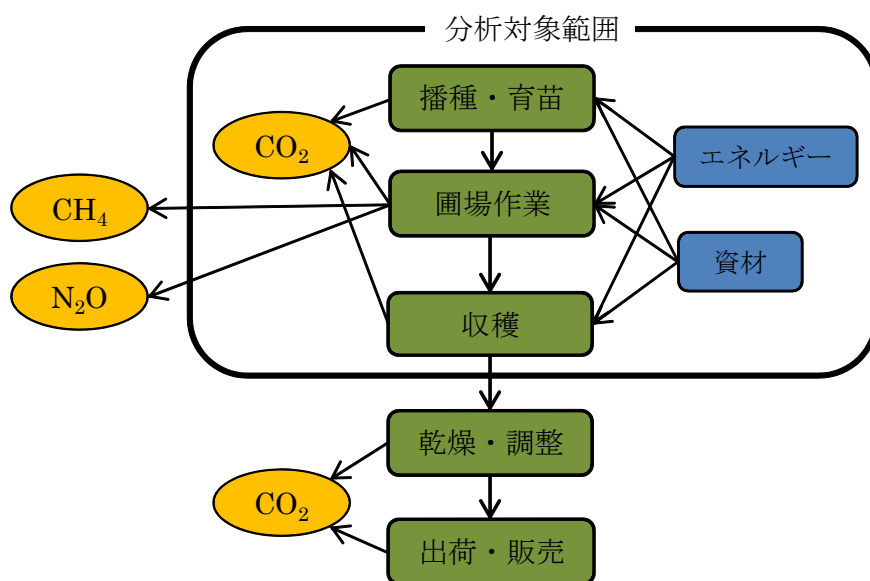 分析対象範囲
播種・育苗
CO₂
エネルギー
圃場作業
CH₄
資材
N₂O
収穫
乾燥・調整
CO₂
出荷・販売